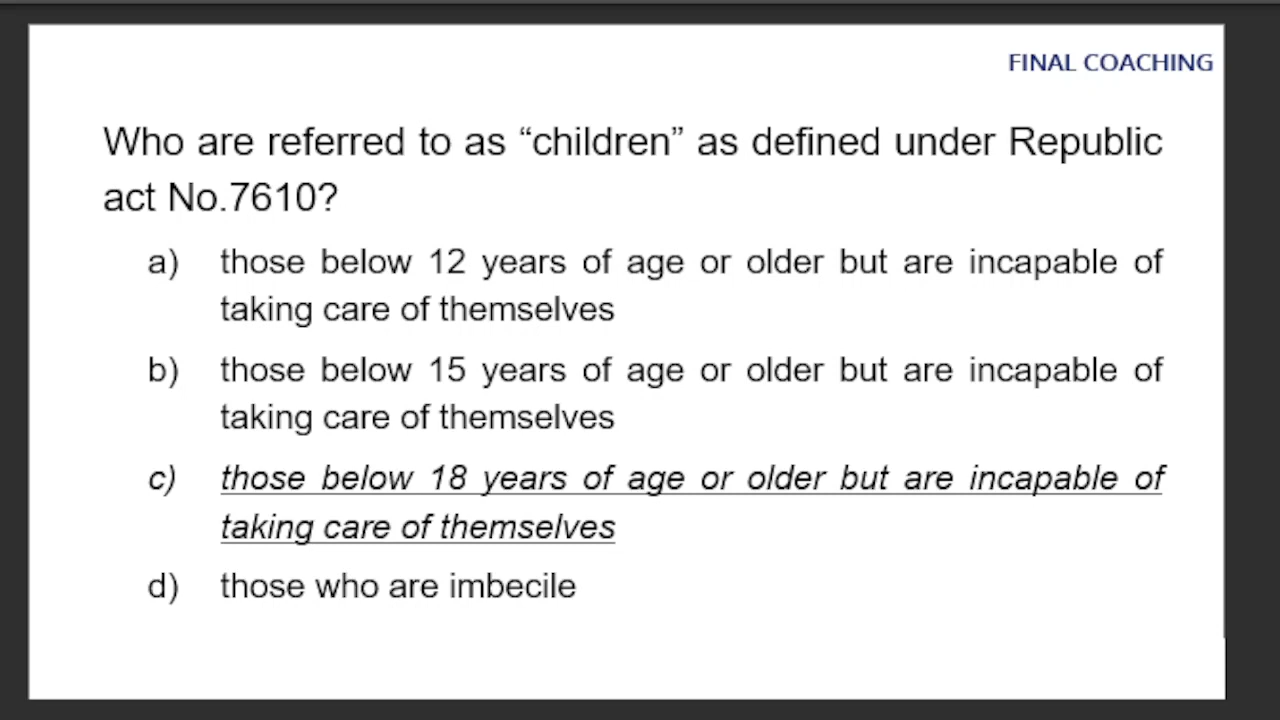 FINAL COACHING
Who are referred to as “children” as defined under Republic
act No.7610?
a) those below 12 years of age or older but are incapable of
taking care of themselves
b) those below 15 years of age or older but are incapable of
taking care of themselves
c) those below 18 years of age or older but are incapable of
taking care of themselves
d) those who are imbecile